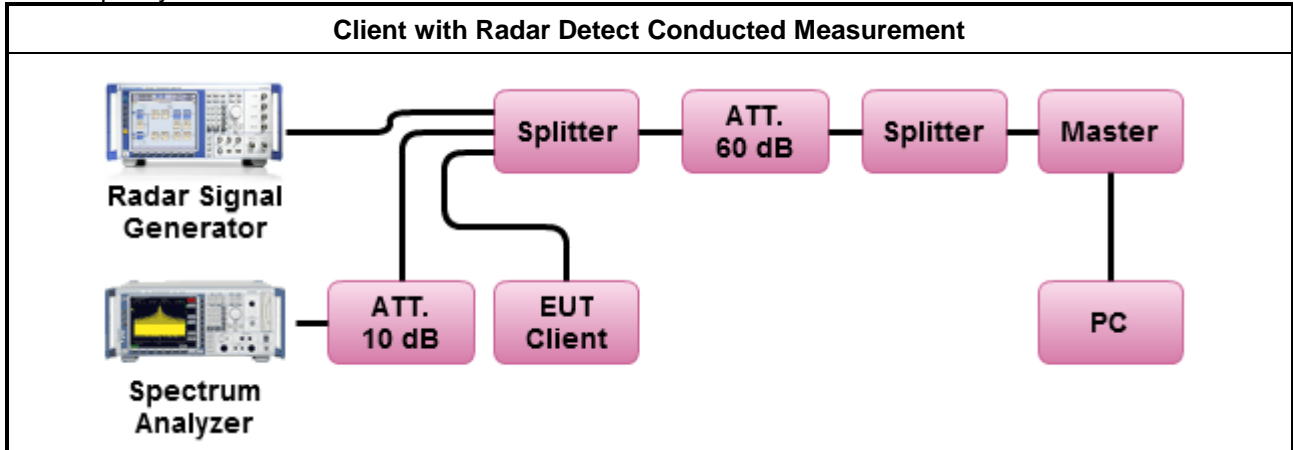 Client with Radar Detect Conducted Measurement
Radar Signal
Generator
Splitter
ATT.
60 dB
Splitter
Master
Spectrum
Analyzer
ATT.
10 dB
EUT
Client
PC